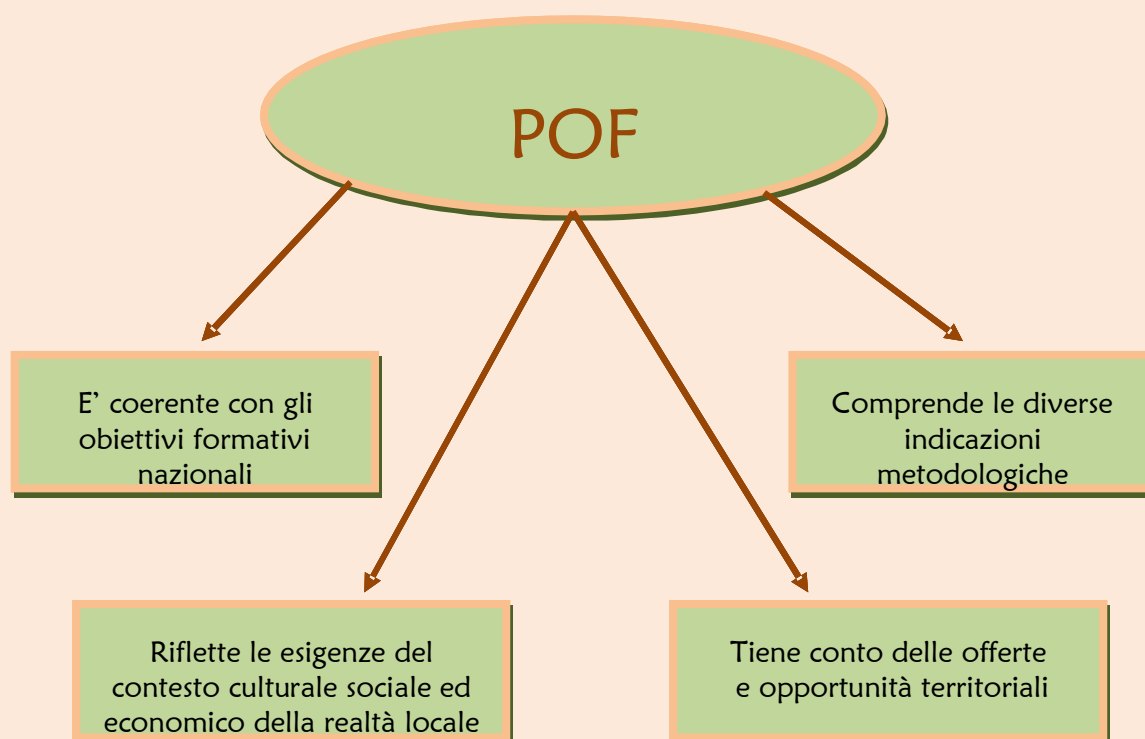 POF
E' coerente con gli
obiettivi formativi
nazionali
Comprende le diverse
indicazioni
metodologiche
Riflette le esigenze del
contesto culturale sociale ed
economico della realtà locale
Tiene conto delle offerte
e opportunità territoriali